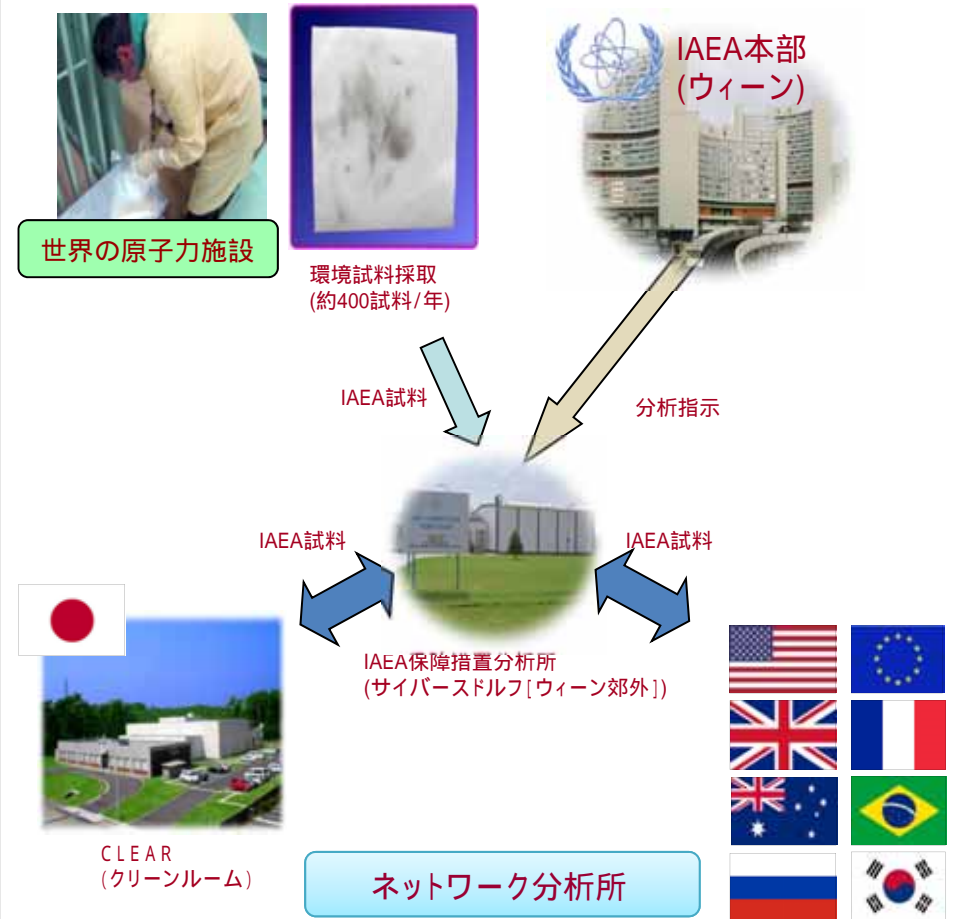 IAEA本部
(ウィーン)
世界の原子力施設
環境試料採取
(約400試料/年)
IAEA試料
分析指示
IAEA試料
IAEA試料
IAEA保障措置分析所
(サイバースドルフ[ウィーン郊外])
CLEAR
(クリーンルーム)
ネットワーク分析所